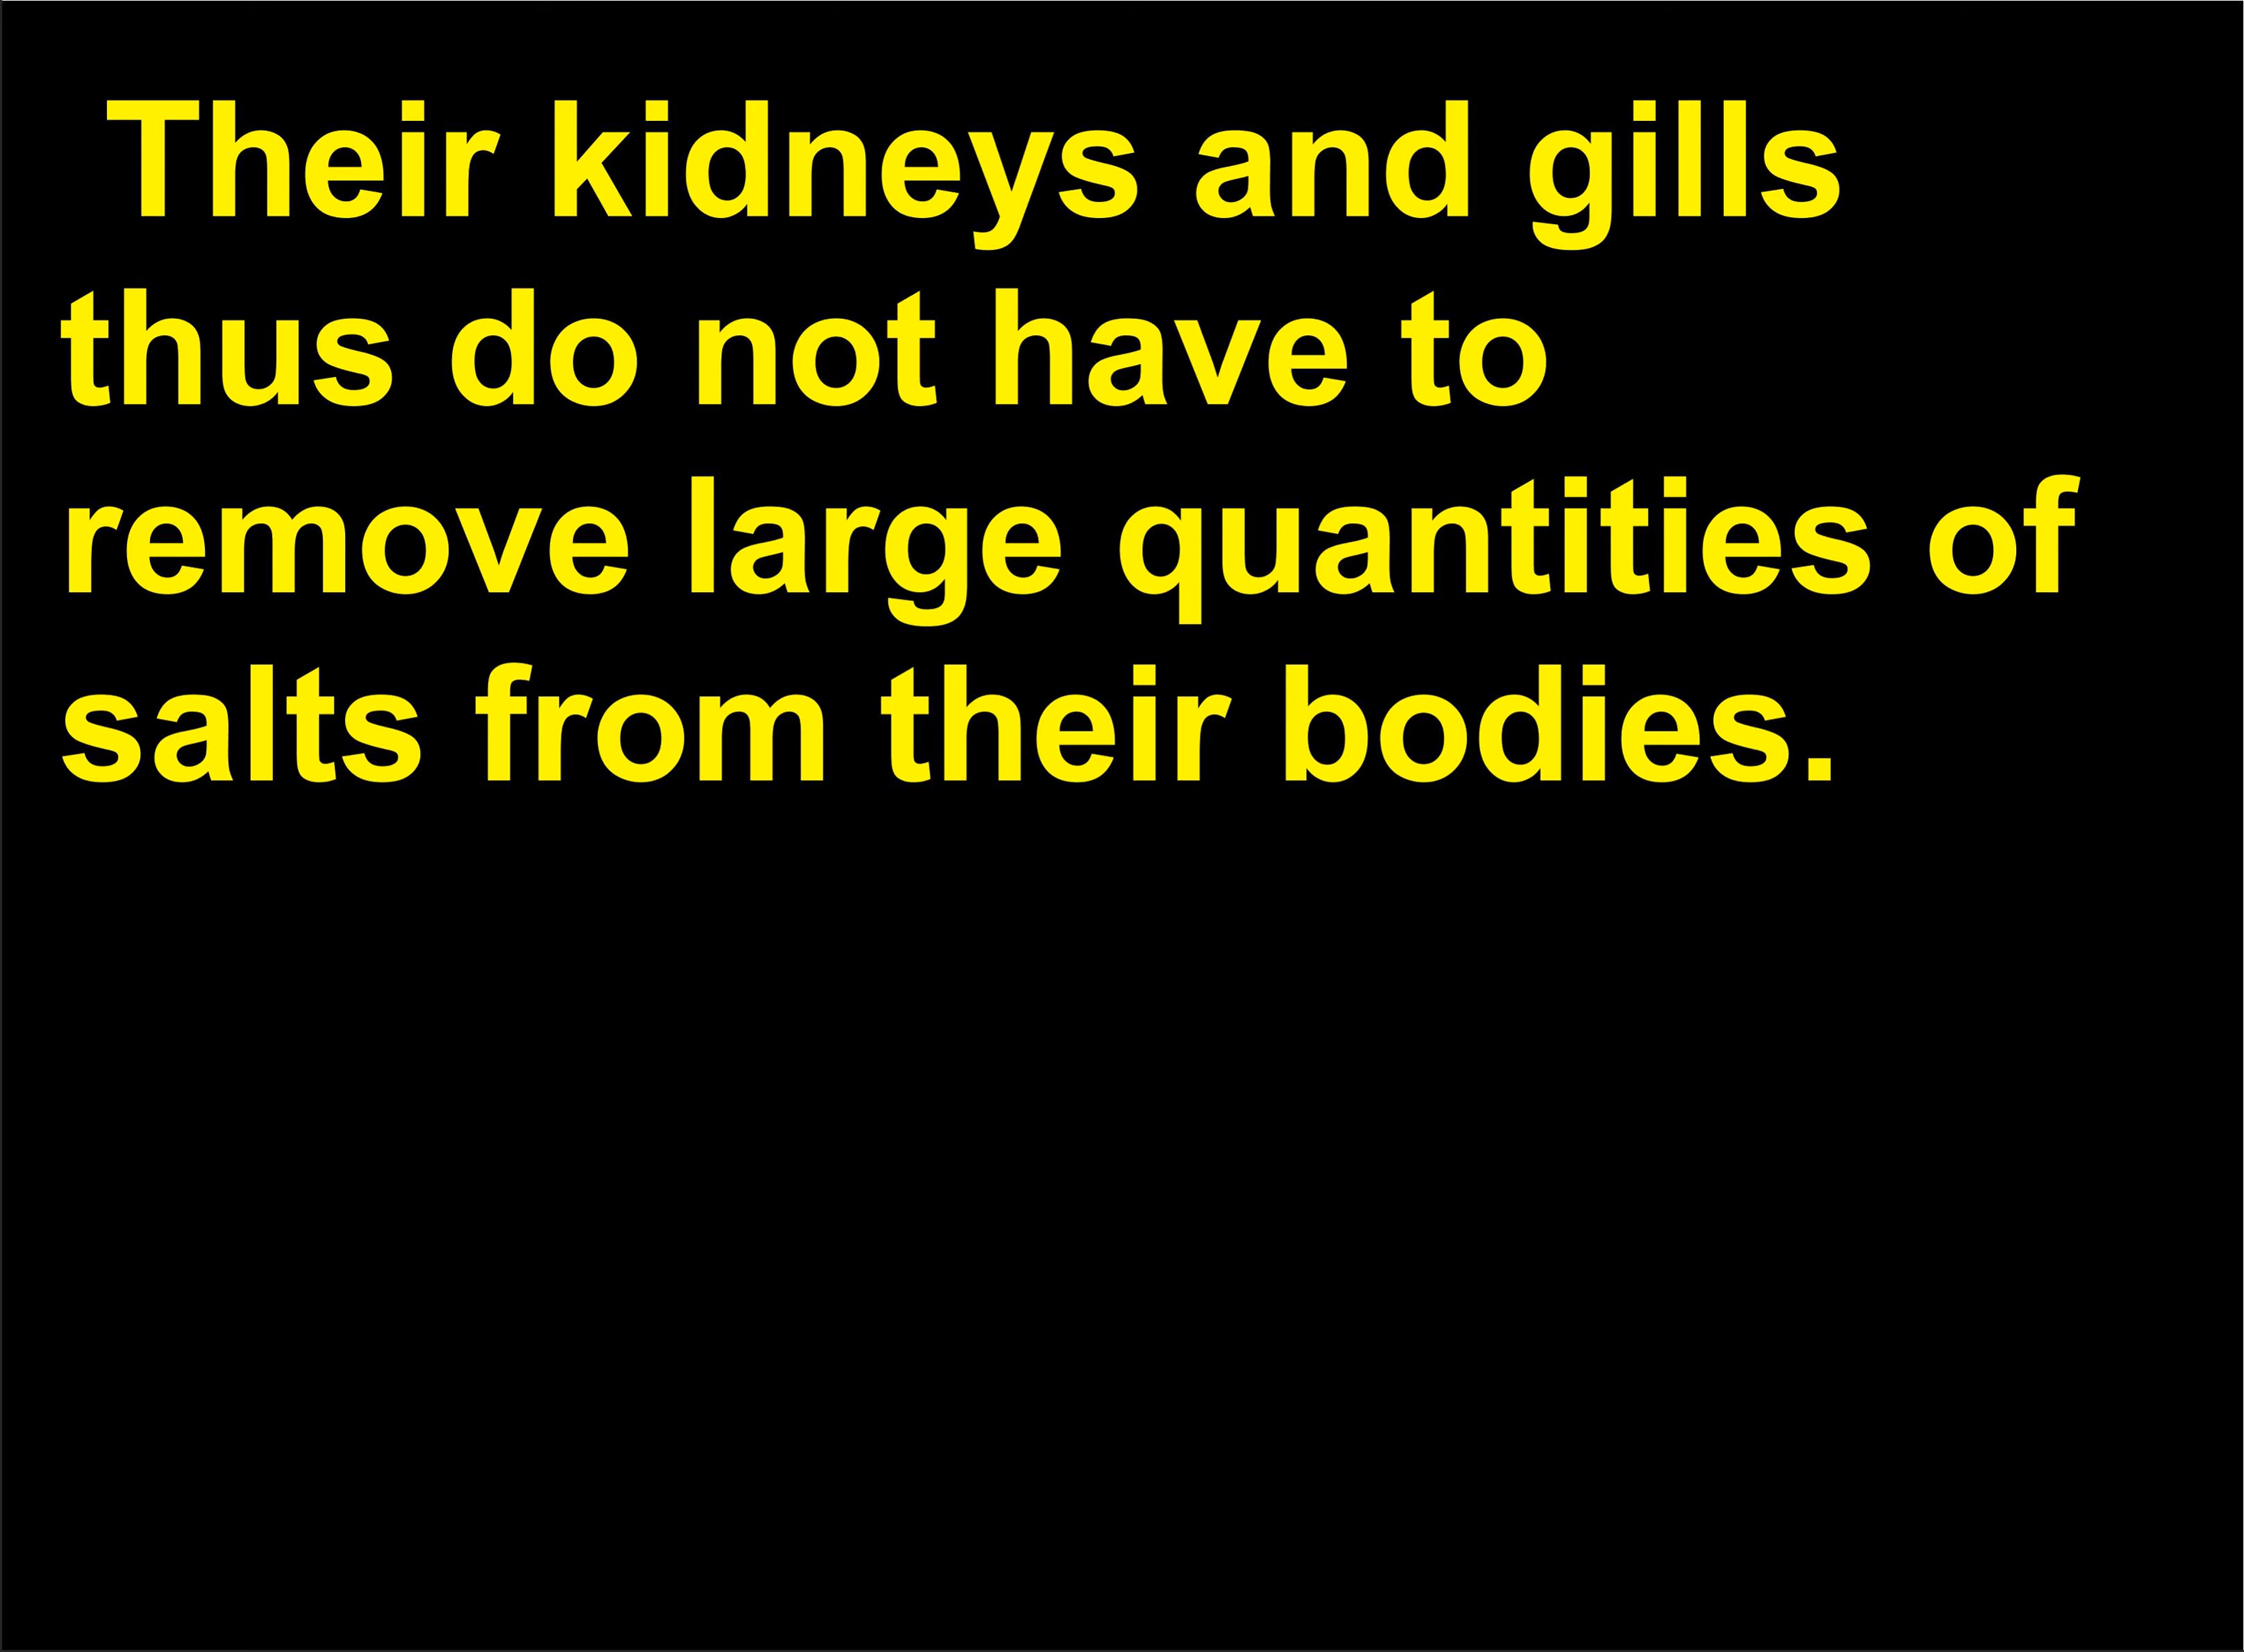 Their kidneys and gills
thus do not have to
remove large quantities of
salts from their bodies.